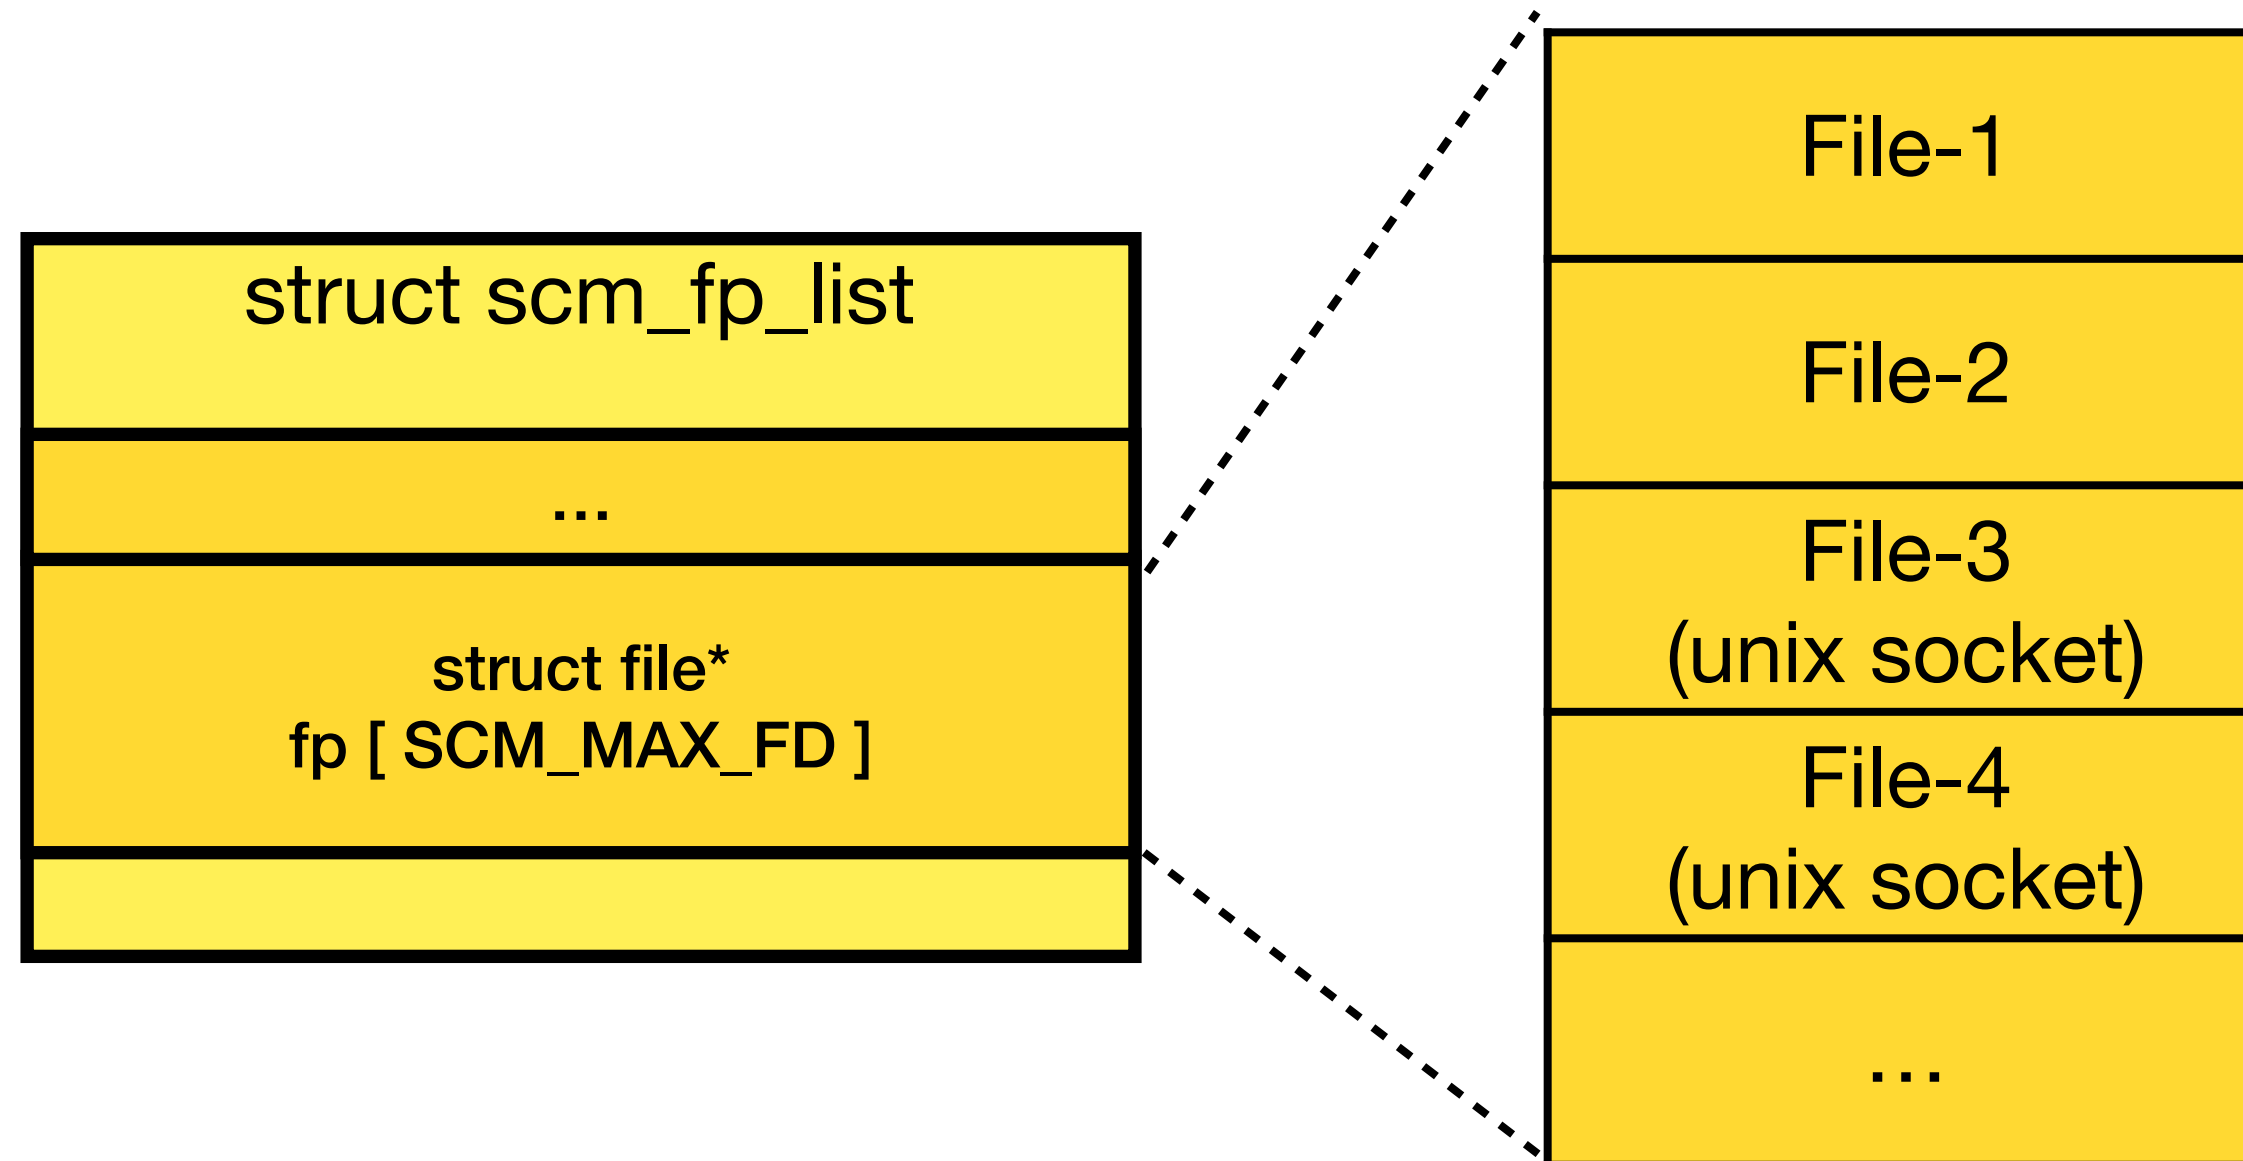 struct scm_fp_list
...
struct file*
fp [ SCM_MAX_FD ]
File-1
File-2
File-3
(unix socket)
File-4
(unix socket)
...